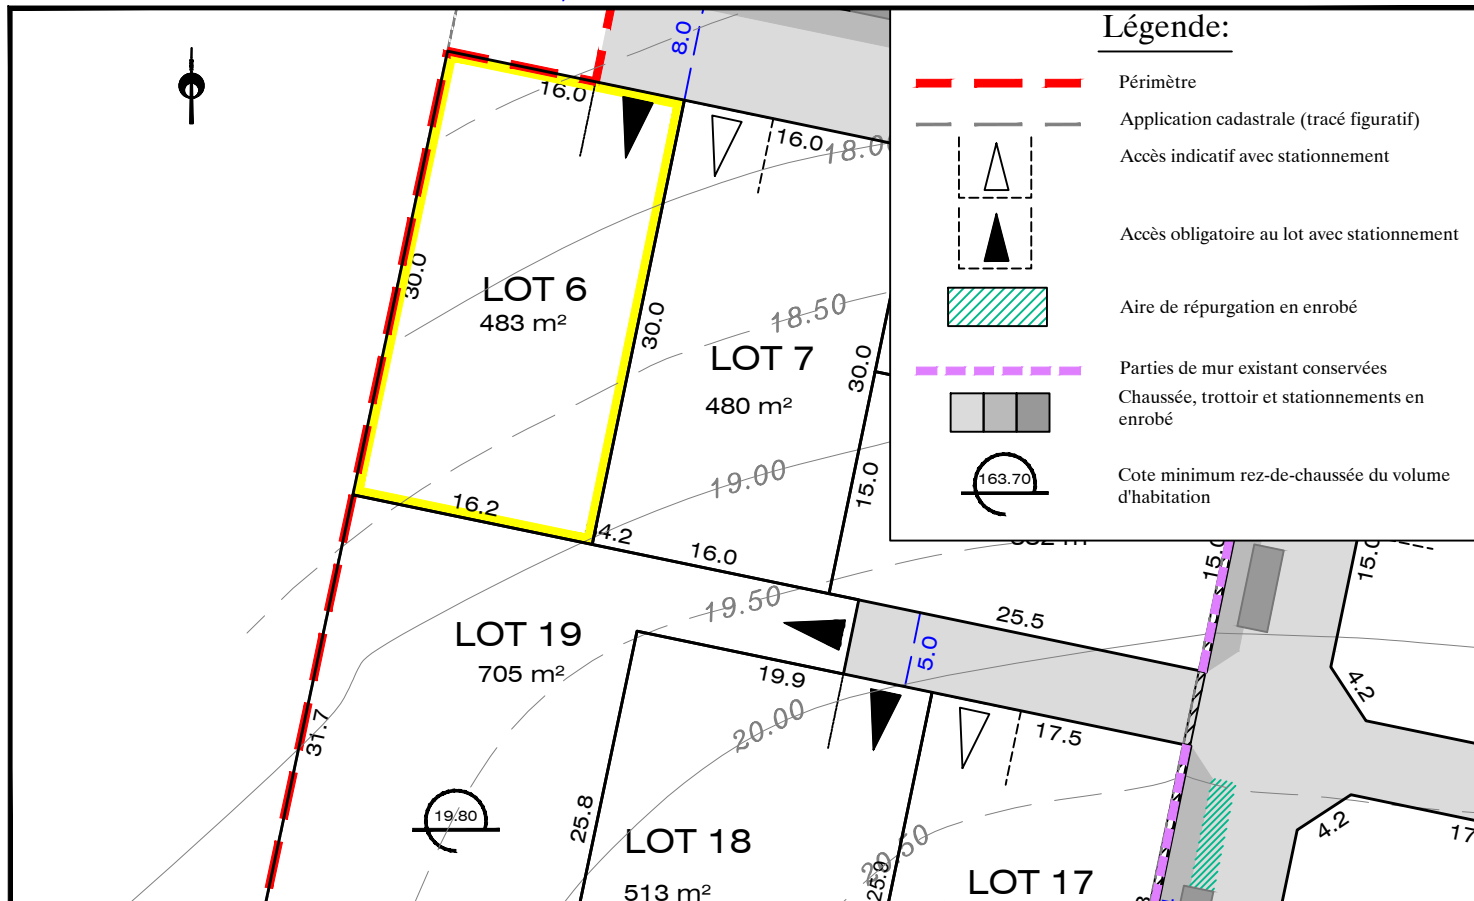 Légende:
Périmètre
Application cadastrale (tracé figuratif)
Accès indicatif avec stationnement
Accès obligatoire au lot avec stationnement
Aire de répurgation en enrobé
Parties de mur existant conservées
Chaussée, trottoir et stationnements en
enrobé
163.70
Cote minimum rez-de-chaussée du volume
d'habitation
8.0
16.0
16.0
18.0
30.0
LOT 6
483 m²
30.0
18.50
LOT 7
480 m²
30.0
15.0
19.00
16.2
4.2
16.0
15.0
15.0
19.50
25.5
5.0
LOT 19
705 m²
19.9
20.00
17.5
4.2
31.7
19.80
25.8
LOT 18
513 m²
20.50
25.9
LOT 17
4.2
17